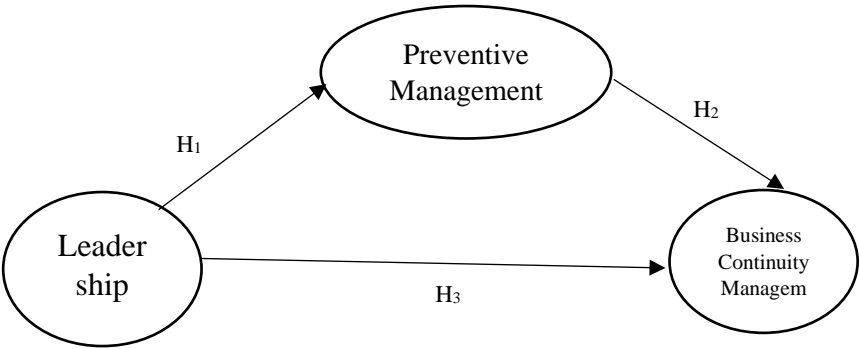 Preventive
Management
H1
H2
Leader
ship
Business
Continuity
Managem
H3